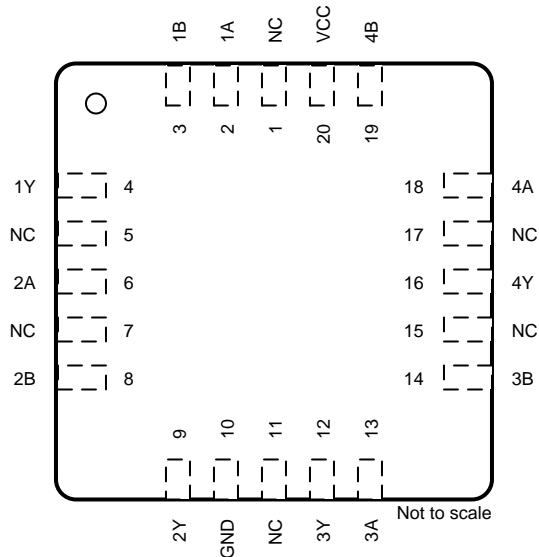 1B 1A NC VCC 4B
3 2 1 20 19
1Y 4 18 4A
NC 5 17 NC
2A 6 16 4Y
NC 7 15 NC
2B 8 14 3B
9 10 11 12 13
Not to scale
2Y GND NC 3Y 3A